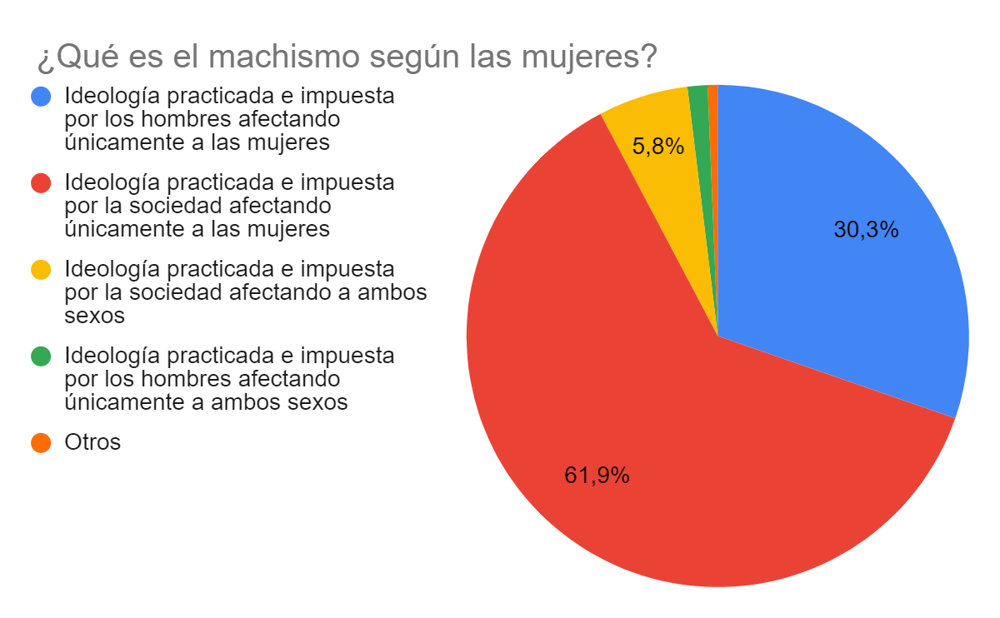 ¿Qué es el machismo según las mujeres?
Ideología practicada e impuesta
por los hombres afectando
únicamente a las mujeres
Ideología practicada e impuesta
por la sociedad afectando
únicamente a las mujeres
Ideología practicada e impuesta
por la sociedad afectando a ambos
sexos
Ideología practicada e impuesta
por los hombres afectando
únicamente a ambos sexos
Otros
5,8%
30,3%
61,9%